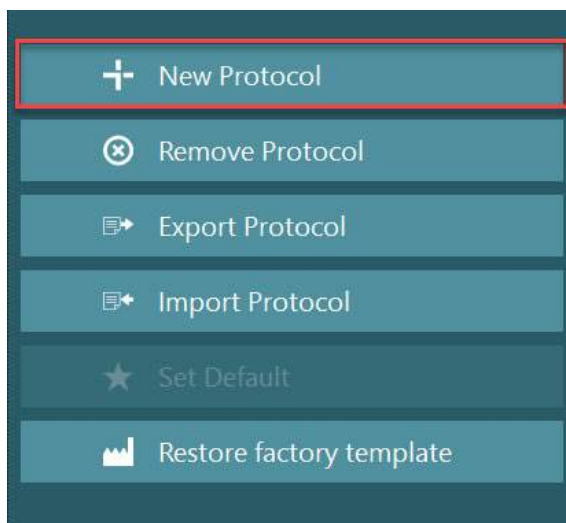 New Protocol
Remove Protocol
Export Protocol
Import Protocol
Set Default
Restore factory template